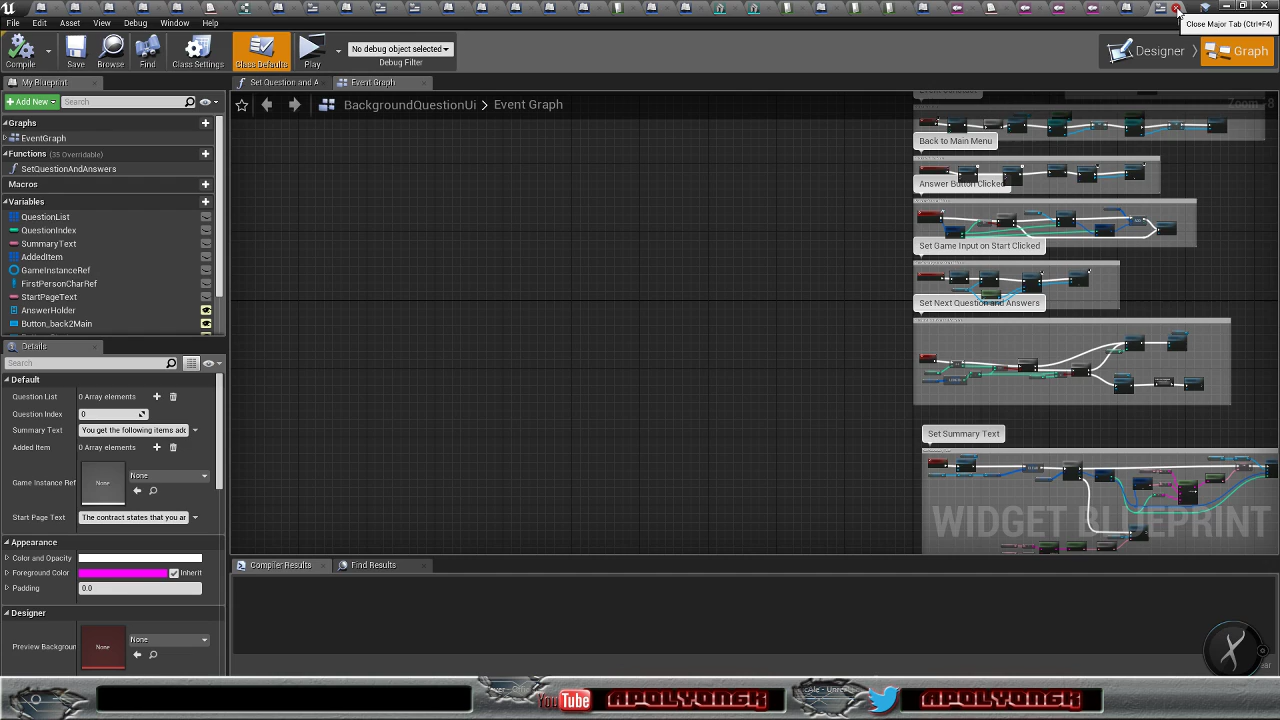 Close Major Tab (Ctrl+F4)
File Edit Asset View Debug Window Help
Compile Save Browse Find Class Settings Class Defaults Play
No debug object selected
Debug Filter
Designer Graph
My Blueprint
Set Question and A Event Graph
Add New Search
BackgroundQuestionUi Event Graph
Graphs
EventGraph
Functions (35 Overridable)
SetQuestionAndAnswers
Macros
Variables
QuestionList
QuestionIndex
SummaryText
AddedItem
GameInstanceRef
FirstPersonCharRef
StartPageText
AnswerHolder
Button_back2Main
Back to Main Menu
Answer Button Clicked
Set Game Input on Start Clicked
Set Next Question and Answers
Set Summary Text
WIDGET BLUEPRINT
Details
Search
Default
Question List 0 Array elements
Question Index 0
Summary Text You get the following items adc
Added Item 0 Array elements
Game Instance Ref None None
Start Page Text The contract states that you ar
Appearance
Color and Opacity
Foreground Color Inherit
Padding 0.0
Designer
Preview Backgroun None None
Compiler Results Find Results
YouTube APOLYON6K APOLYON6K